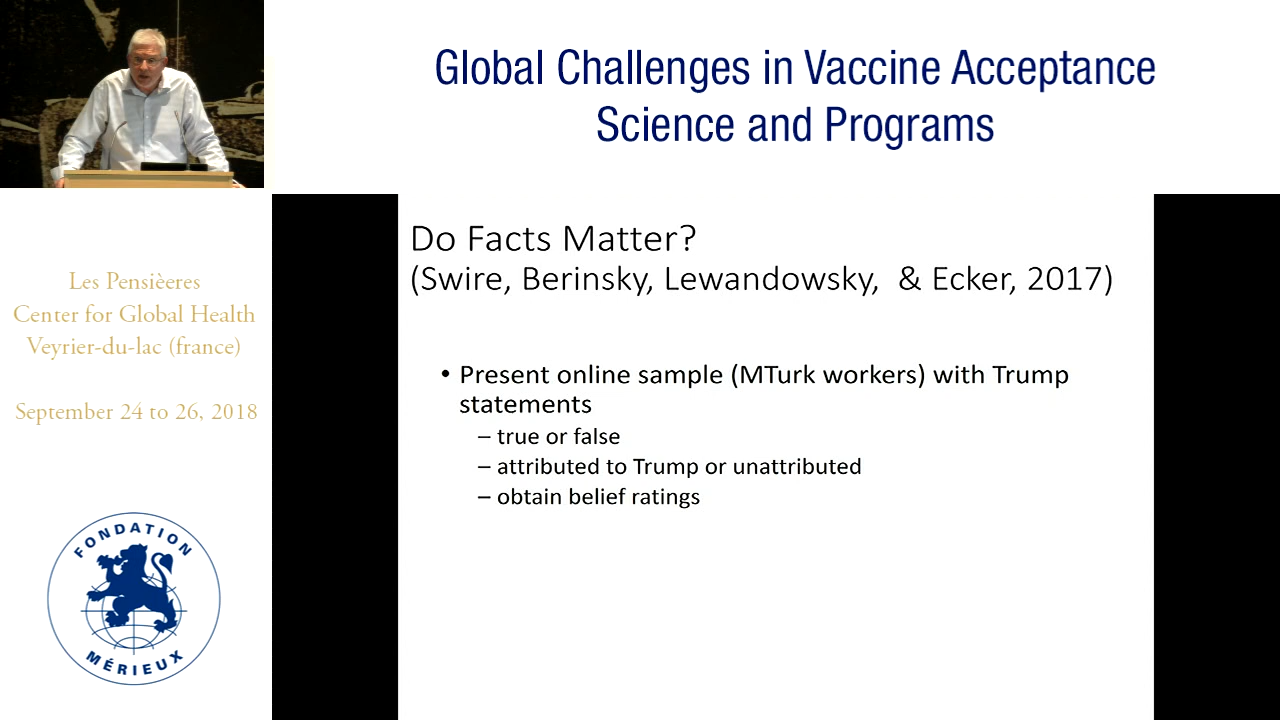 Global Challenges in Vaccine Acceptance
Science and Programs
Les Pensièeres
Center for Global Health
Veyrier-du-lac (france)
September 24 to 26, 2018
FONDATION
MÉRIEUX
Do Facts Matter?
(Swire, Berinsky, Lewandowsky, & Ecker, 2017)
• Present online sample (MTurk workers) with Trump
statements
– true or false
– attributed to Trump or unattributed
– obtain belief ratings